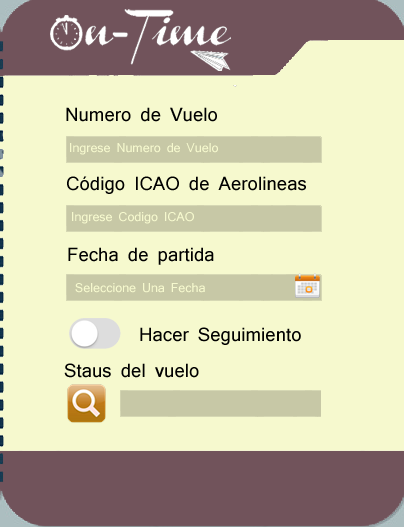 On-Time
Numero de Vuelo
Ingrese Numero de Vuelo
Código ICAO de Aerolineas
Ingrese Codigo ICAO
Fecha de partida
Seleccione Una Fecha
Hacer Seguimiento
Staus del vuelo